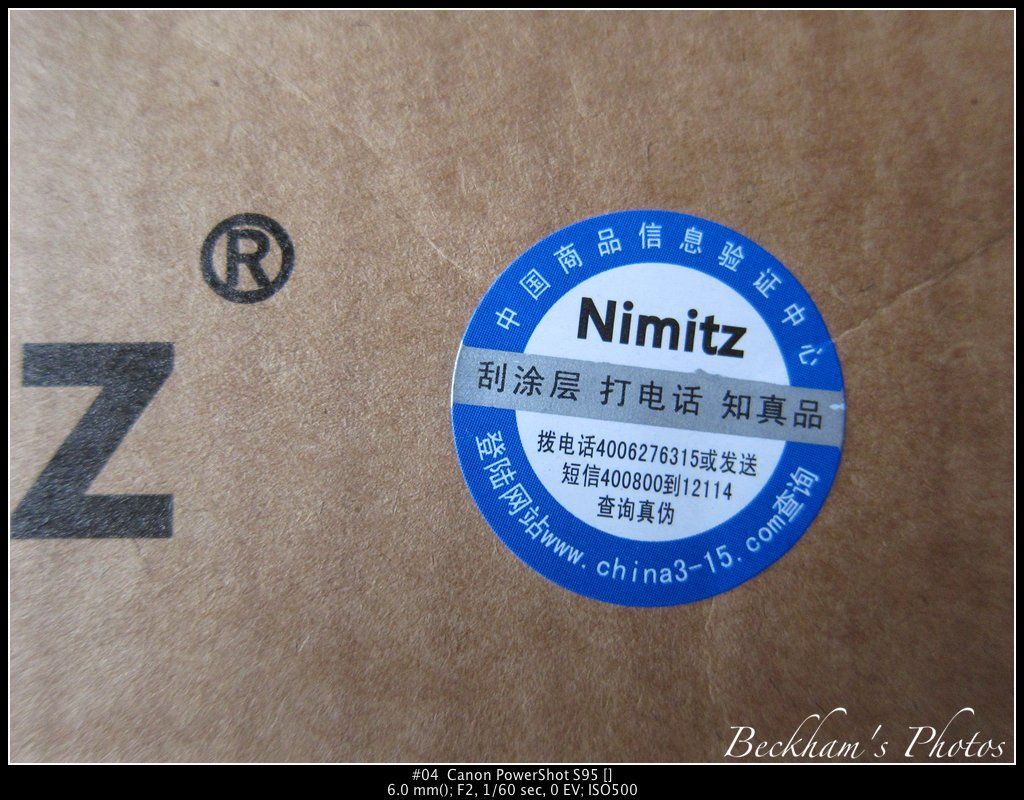 ®
Z
中国商品信息验证中心
Nimitz
刮涂层 打电话 知真品
拨电话4006276315或发送
短信400800到12114
查询真伪
登陆网站www.china3-15.com查询
Beckham's Photos
#04 Canon PowerShot S95 []
6.0 mm(); F2, 1/60 sec, 0 EV; ISO500